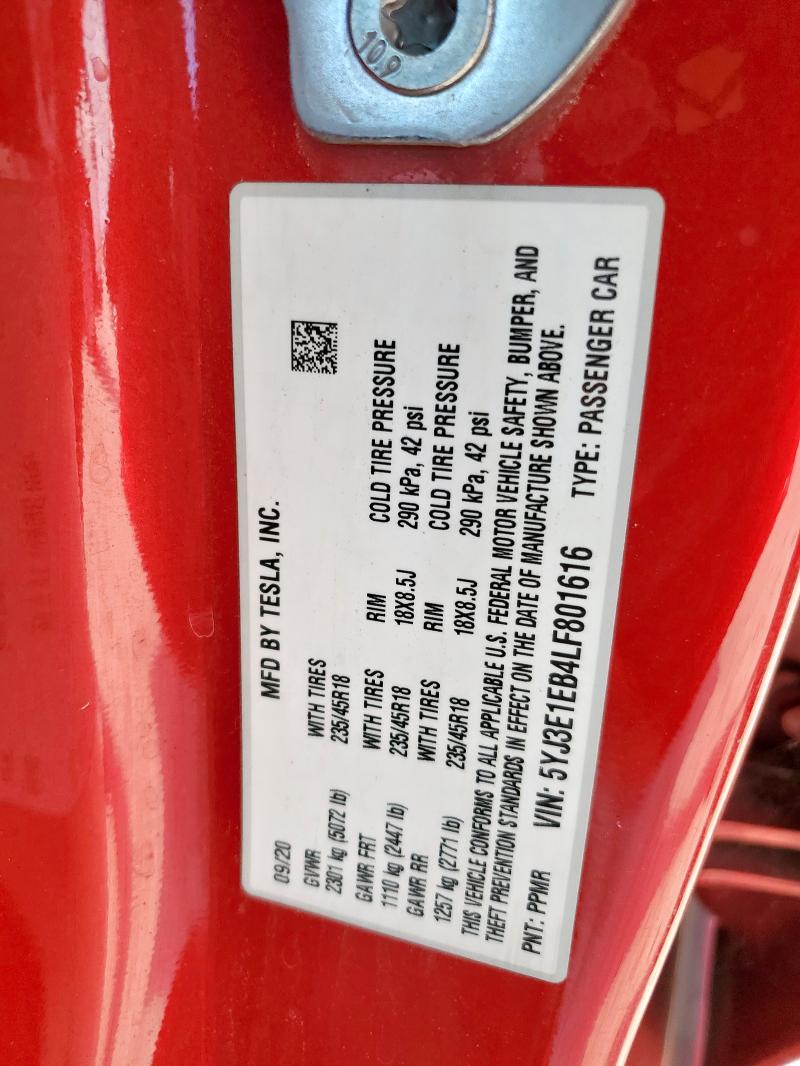 109
MFD BY TESLA, INC.
09/20
GVWR WITH TIRES
2301 kg (5072 lb) 235/45R18
GAWR FRT WITH TIRES RIM COLD TIRE PRESSURE
1110 kg (2447 lb) 235/45R18 18X8.5J 290 kPa, 42 psi
GAWR RR WITH TIRES RIM COLD TIRE PRESSURE
1257 kg (2771 lb) 235/45R18 18X8.5J 290 kPa, 42 psi
THIS VEHICLE CONFORMS TO ALL APPLICABLE U.S. FEDERAL MOTOR VEHICLE SAFETY, BUMPER, AND
THEFT PREVENTION STANDARDS IN EFFECT ON THE DATE OF MANUFACTURE SHOWN ABOVE.
PNT: PPMR VIN: 5YJ3E1EB4LF801616 TYPE: PASSENGER CAR